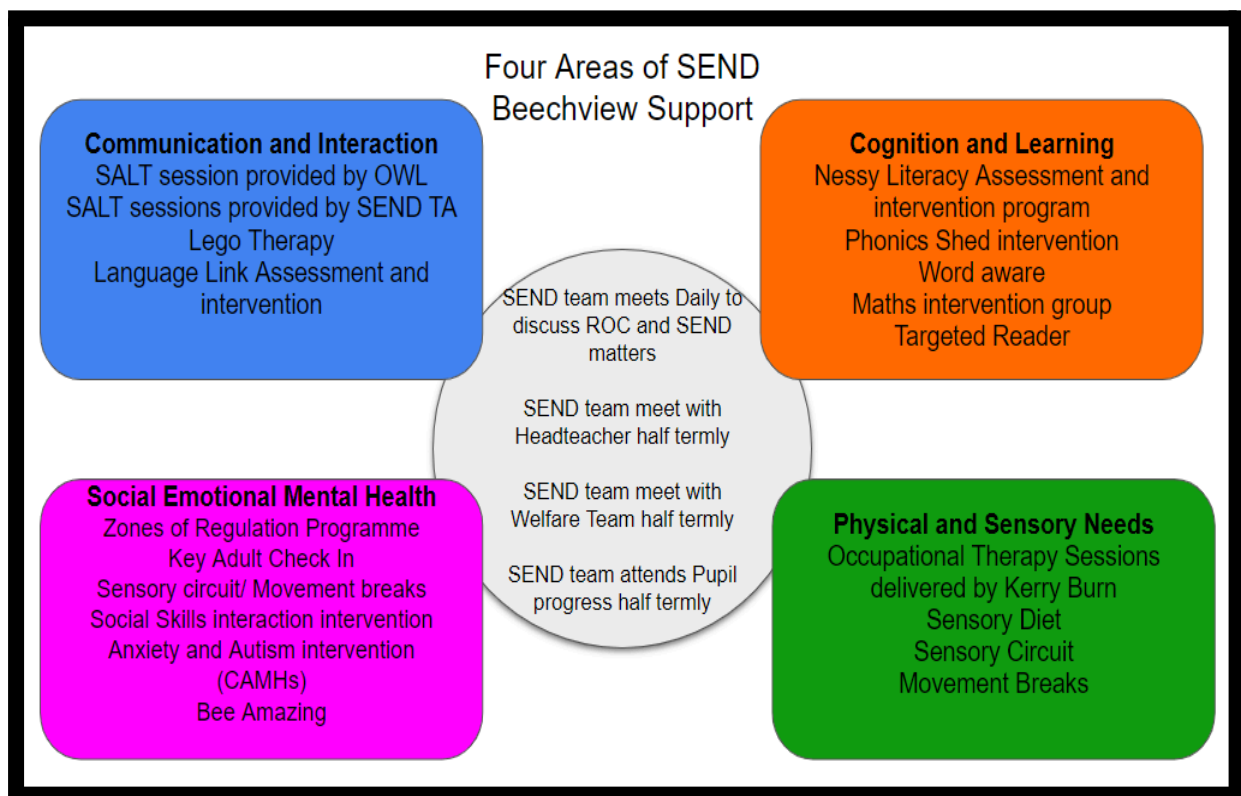 Four Areas of SEND
Beechview Support
Communication and Interaction
SALT session provided by OWL
SALT sessions provided by SEND TA
Lego Therapy
Language Link Assessment and
intervention
Cognition and Learning
Nessy Literacy Assessment and
intervention program
Phonics Shed intervention
Word aware
Maths intervention group
Targeted Reader
SEND team meets Daily to
discuss ROC and SEND
matters
SEND team meet with
Headteacher half termly
SEND team meet with
Welfare Team half termly
SEND team attends Pupil
progress half termly
Social Emotional Mental Health
Zones of Regulation Programme
Key Adult Check In
Sensory circuit/ Movement breaks
Social Skills interaction intervention
Anxiety and Autism intervention
(CAMHs)
Bee Amazing
Physical and Sensory Needs
Occupational Therapy Sessions
delivered by Kerry Burn
Sensory Diet
Sensory Circuit
Movement Breaks